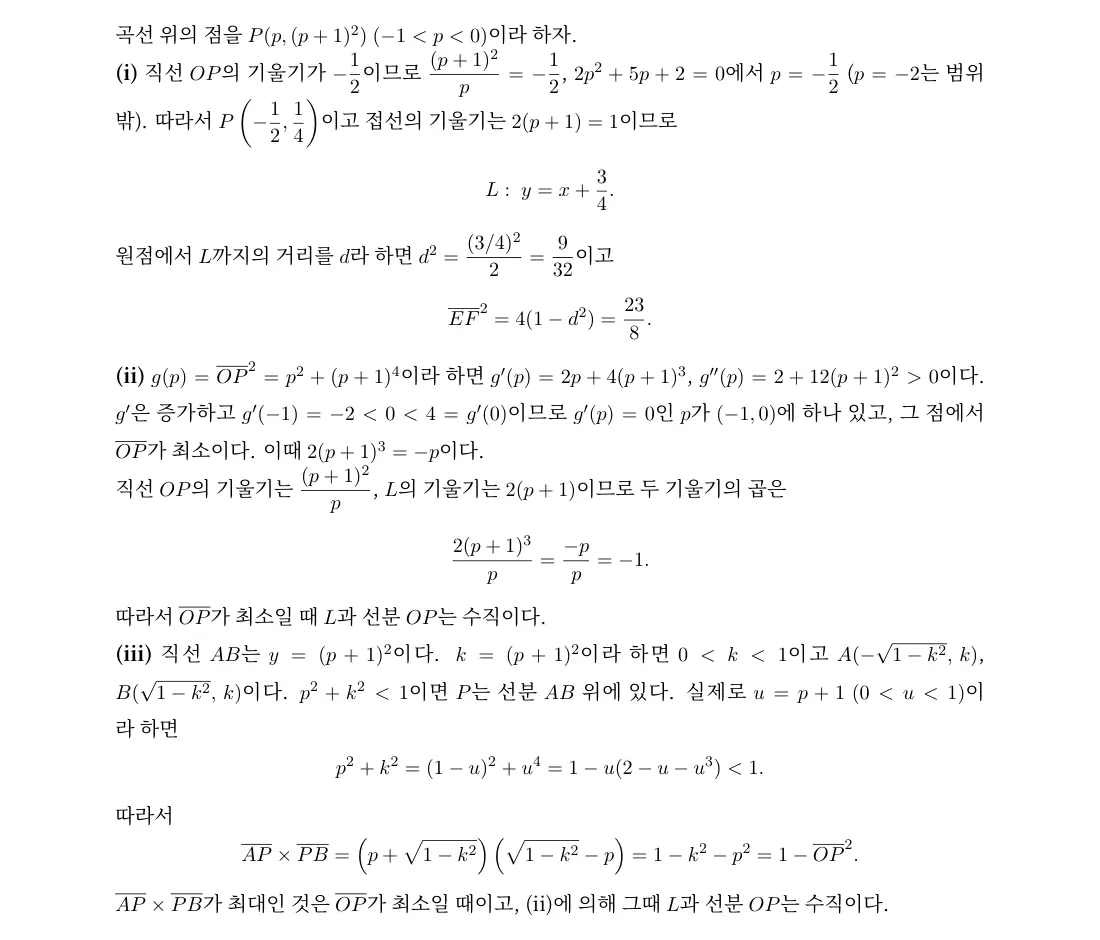 곡선 위의 점을 P(p, (p + 1)²) (−1 < p < 0)이라 하자.
(i) 직선 OP의 기울기가 −1/2이므로 (p + 1)²/p = −1/2, 2p² + 5p + 2 = 0에서 p = −1/2 (p = −2는 범위
밖). 따라서 P(−1/2, 1/4)이고 접선의 기울기는 2(p + 1) = 1이므로
L : y = x + 3/4.
원점에서 L까지의 거리를 d라 하면 d² = (3/4)²/2 = 9/32이고
E͞F² = 4(1 − d²) = 23/8.
(ii) g(p) = O͞P² = p² + (p + 1)⁴이라 하면 g′(p) = 2p + 4(p + 1)³, g″(p) = 2 + 12(p + 1)² > 0이다.
g′은 증가하고 g′(−1) = −2 < 0 < 4 = g′(0)이므로 g′(p) = 0인 p가 (−1, 0)에 하나 있고, 그 점에서
O͞P가 최소이다. 이때 2(p + 1)³ = −p이다.
직선 OP의 기울기는 (p + 1)²/p, L의 기울기는 2(p + 1)이므로 두 기울기의 곱은
2(p + 1)³/p = −p/p = −1.
따라서 O͞P가 최소일 때 L과 선분 OP는 수직이다.
(iii) 직선 AB는 y = (p + 1)²이다. k = (p + 1)²이라 하면 0 < k < 1이고 A(−√(1 − k²), k),
B(√(1 − k²), k)이다. p² + k² < 1이면 P는 선분 AB 위에 있다. 실제로 u = p + 1 (0 < u < 1)이
라 하면
p² + k² = (1 − u)² + u⁴ = 1 − u(2 − u − u³) < 1.
따라서
A͞P × P͞B = (p + √(1 − k²)) (√(1 − k²) − p) = 1 − k² − p² = 1 − O͞P².
A͞P × P͞B가 최대인 것은 O͞P가 최소일 때이고, (ii)에 의해 그때 L과 선분 OP는 수직이다.